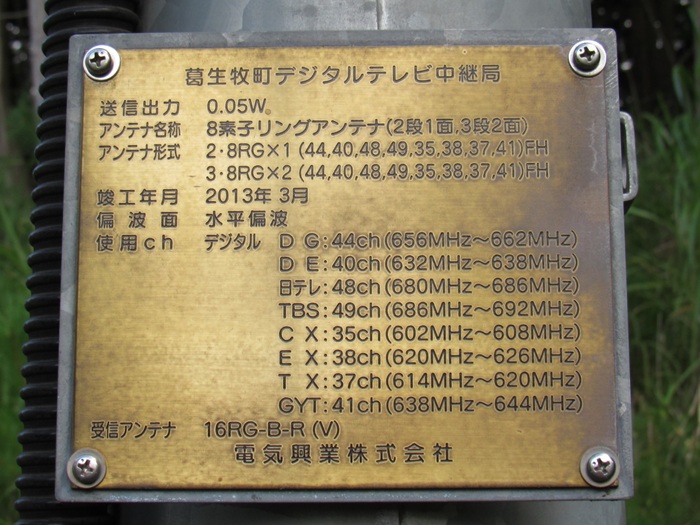 葛生牧町デジタルテレビ中継局
送信出力 0.05W
アンテナ名称 8素子リングアンテナ(2段1面,3段2面)
アンテナ形式 2・8RG×1 (44,40,48,49,35,38,37,41)FH
3・8RG×2 (44,40,48,49,35,38,37,41)FH
竣工年月 2013年 3月
偏波面 水平偏波
使用ch デジタル DG:44ch(656MHz～662MHz)
DE:40ch(632MHz～638MHz)
日テレ:48ch(680MHz～686MHz)
TBS:49ch(686MHz～692MHz)
CX:35ch(602MHz～608MHz)
EX:38ch(620MHz～626MHz)
TX:37ch(614MHz～620MHz)
GYT:41ch(638MHz～644MHz)
受信アンテナ 16RG-B-R(V)
電気興業株式会社